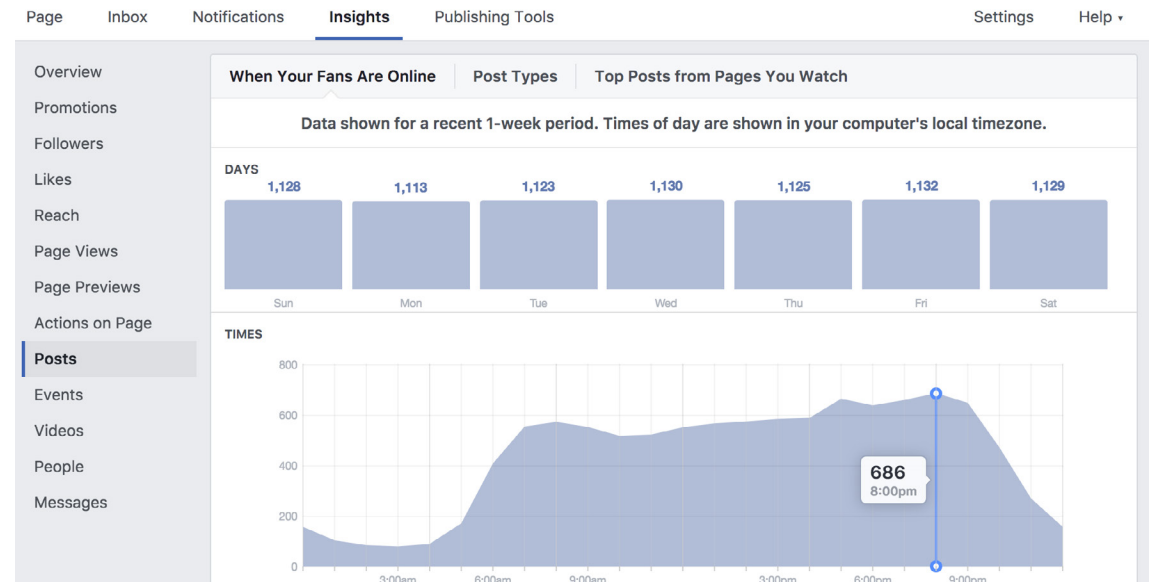 Page Inbox Notifications Insights Publishing Tools Settings Help
Overview
Promotions
Followers
Likes
Reach
Page Views
Page Previews
Actions on Page
Posts
Events
Videos
People
Messages
When Your Fans Are Online Post Types Top Posts from Pages You Watch
Data shown for a recent 1-week period. Times of day are shown in your computer's local timezone.
DAYS
1,128 1,113 1,123 1,130 1,125 1,132 1,129
Sun Mon Tue Wed Thu Fri Sat
TIMES
800
600
400
200
0
686
8:00pm
3:00am 6:00am 9:00am 3:00pm 6:00pm 9:00pm